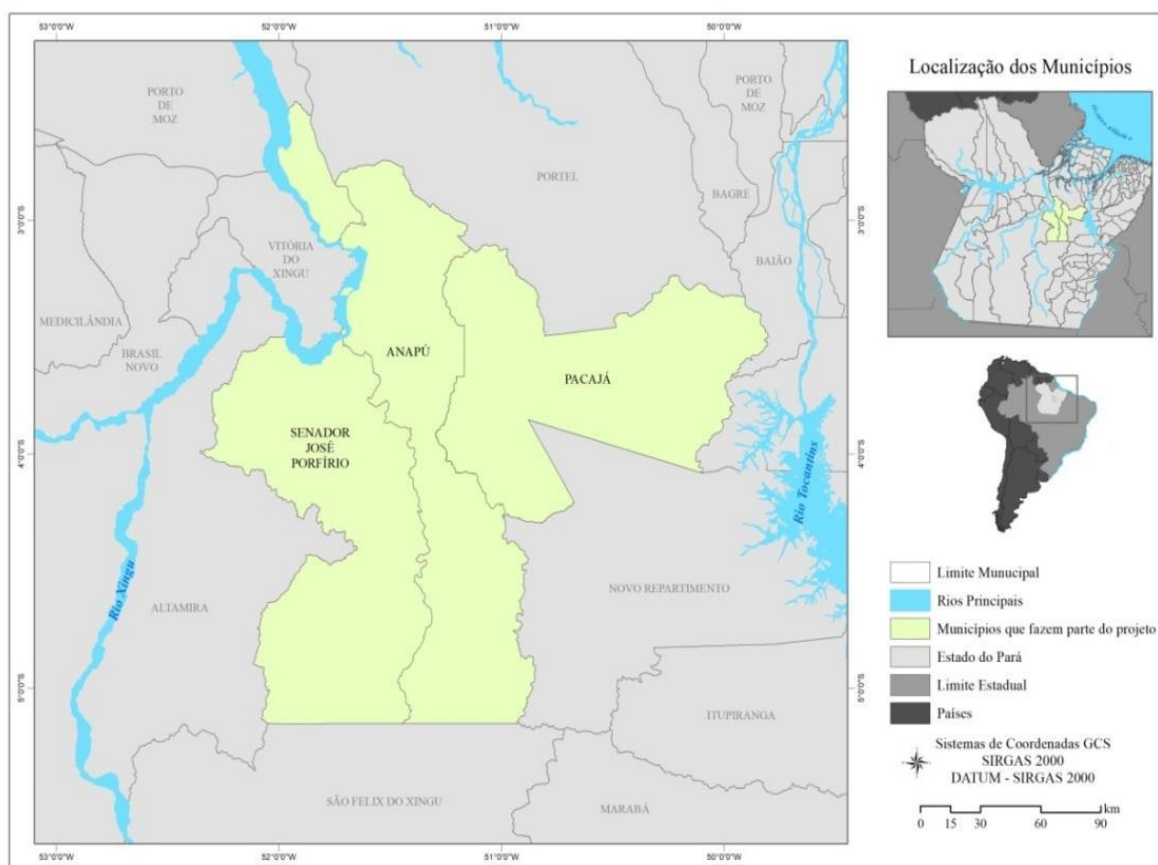 53°0'0"W
52°0'0"W
51°0'0"W
50°0'0"W
PORTO
DE
MOZ
PORTO
DE
MOZ
PORTEL
BAGRE
3°0'0"S
3°0'0"S
VITÓRIA
DO
XINGU
BAIÃO
MEDICILÂNDIA
BRASIL
NOVO
ANAPÚ
PACAJÁ
SENADOR
JOSÉ
PORFÍRIO
4°0'0"S
4°0'0"S
Rio Tocantins
Rio Xingu
ALTAMIRA
NOVO REPARTIMENTO
5°0'0"S
5°0'0"S
ITUPIRANGA
SÃO FELIX DO XINGU
MARABÁ
53°0'0"W
52°0'0"W
51°0'0"W
50°0'0"W
Localização dos Municípios
Limite Munucipal
Rios Principais
Municípios que fazem parte do projeto
Estado do Pará
Limite Estadual
Países
Sistemas de Coordenadas GCS
SIRGAS 2000
DATUM - SIRGAS 2000
km
0 15 30 60 90